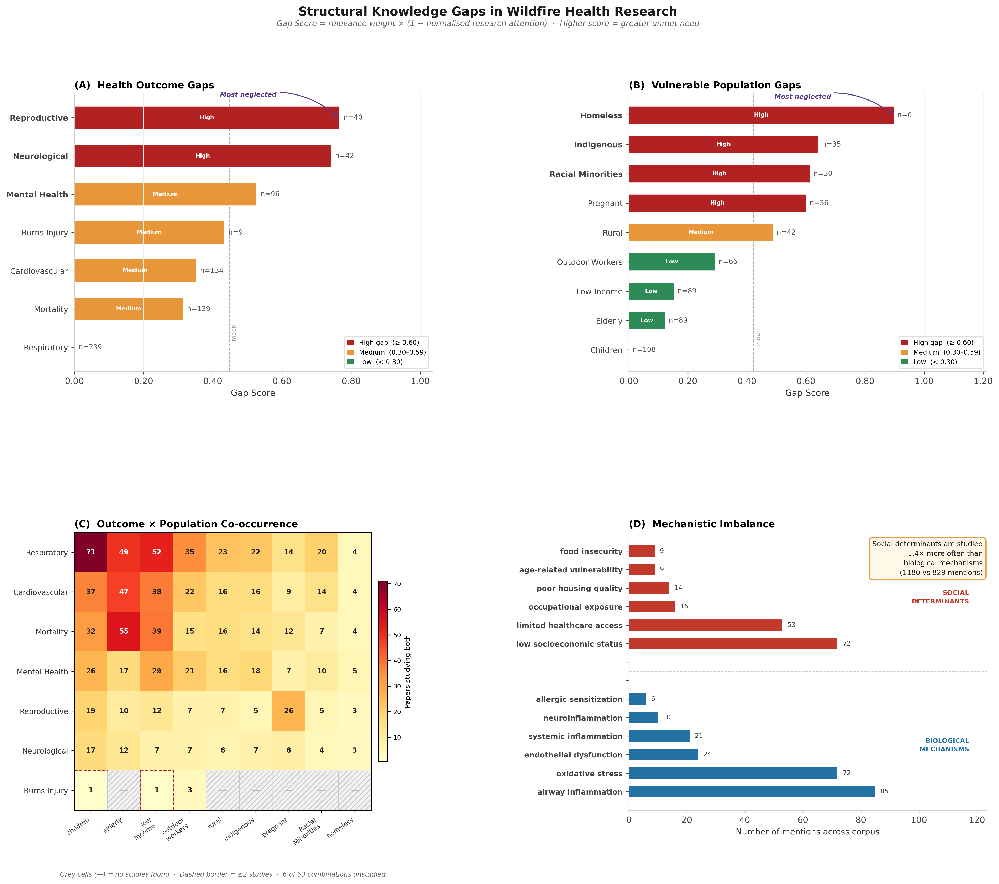 Structural Knowledge Gaps in Wildfire Health Research
Gap Score = relevance weight × (1 − normalised research attention)  ·  Higher score = greater unmet need
(A)  Health Outcome Gaps
Most neglected
Reproductive
High
n=40
Neurological
High
n=42
Mental Health
Medium
n=96
Burns Injury
Medium
n=9
Cardiovascular
Medium
n=134
Mortality
Medium
n=139
Respiratory
n=239
mean
High gap  (≥ 0.60)
Medium  (0.30–0.59)
Low  (< 0.30)
0.00 0.20 0.40 0.60 0.80 1.00
Gap Score
(B)  Vulnerable Population Gaps
Most neglected
Homeless
High
n=6
Indigenous
High
n=35
Racial Minorities
High
n=30
Pregnant
High
n=36
Rural
Medium
n=42
Outdoor Workers
Low
n=66
Low Income
Low
n=89
Elderly
Low
n=89
Children
n=108
mean
High gap  (≥ 0.60)
Medium  (0.30–0.59)
Low  (< 0.30)
0.00 0.20 0.40 0.60 0.80 1.00 1.20
Gap Score
(C)  Outcome × Population Co-occurrence
Respiratory 71 49 52 35 23 22 14 20 4
Cardiovascular 37 47 38 22 16 16 9 14 4
Mortality 32 55 39 15 16 14 12 7 4
Mental Health 26 17 29 21 16 18 7 10 5
Reproductive 19 10 12 7 7 5 26 5 3
Neurological 17 12 7 7 6 7 8 4 3
Burns Injury 1 — 1 3 — — — — —
children
elderly
low
income
outdoor
workers
rural
indigenous
pregnant
Racial
Minorities
homeless
70
60
50
40
30
20
10
Papers studying both
Grey cells (—) = no studies found  ·  Dashed border = ≤2 studies  ·  6 of 63 combinations unstudied
(D)  Mechanistic Imbalance
food insecurity 9
age-related vulnerability 9
poor housing quality 14
occupational exposure 16
limited healthcare access 53
low socioeconomic status 72
Social determinants are studied
1.4× more often than
biological mechanisms
(1180 vs 829 mentions)
SOCIAL
DETERMINANTS
allergic sensitization 6
neuroinflammation 10
systemic inflammation 21
endothelial dysfunction 24
oxidative stress 72
airway inflammation 85
BIOLOGICAL
MECHANISMS
0 20 40 60 80 100 120
Number of mentions across corpus